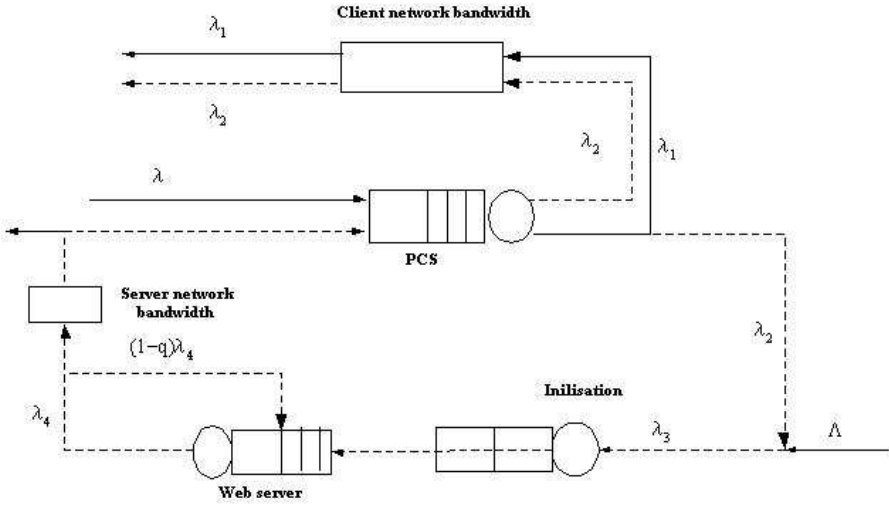 Client network bandwidth
λ1
λ2
λ2
λ1
λ
PCS
Server network
bandwidth
(1-q)λ4
λ2
Inilisation
λ4
λ3
Λ
Web server